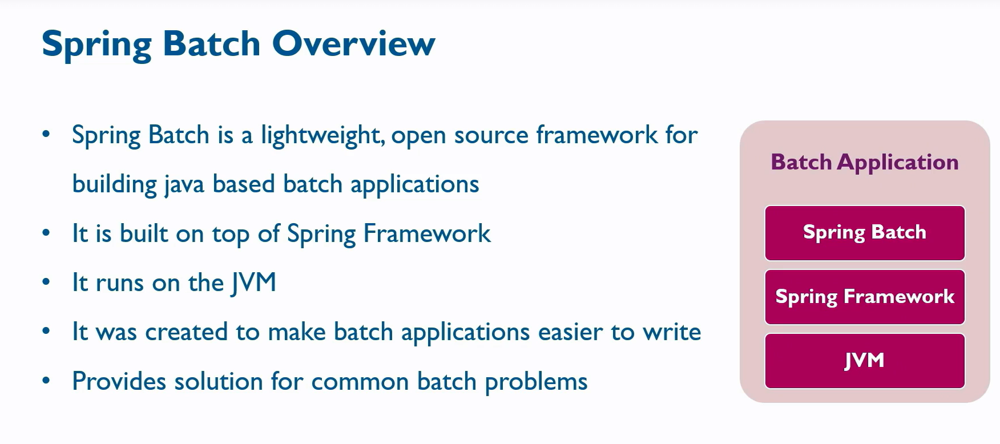 Spring Batch Overview
• Spring Batch is a lightweight, open source framework for
building java based batch applications
• It is built on top of Spring Framework
• It runs on the JVM
• It was created to make batch applications easier to write
• Provides solution for common batch problems
Batch Application
Spring Batch
Spring Framework
JVM